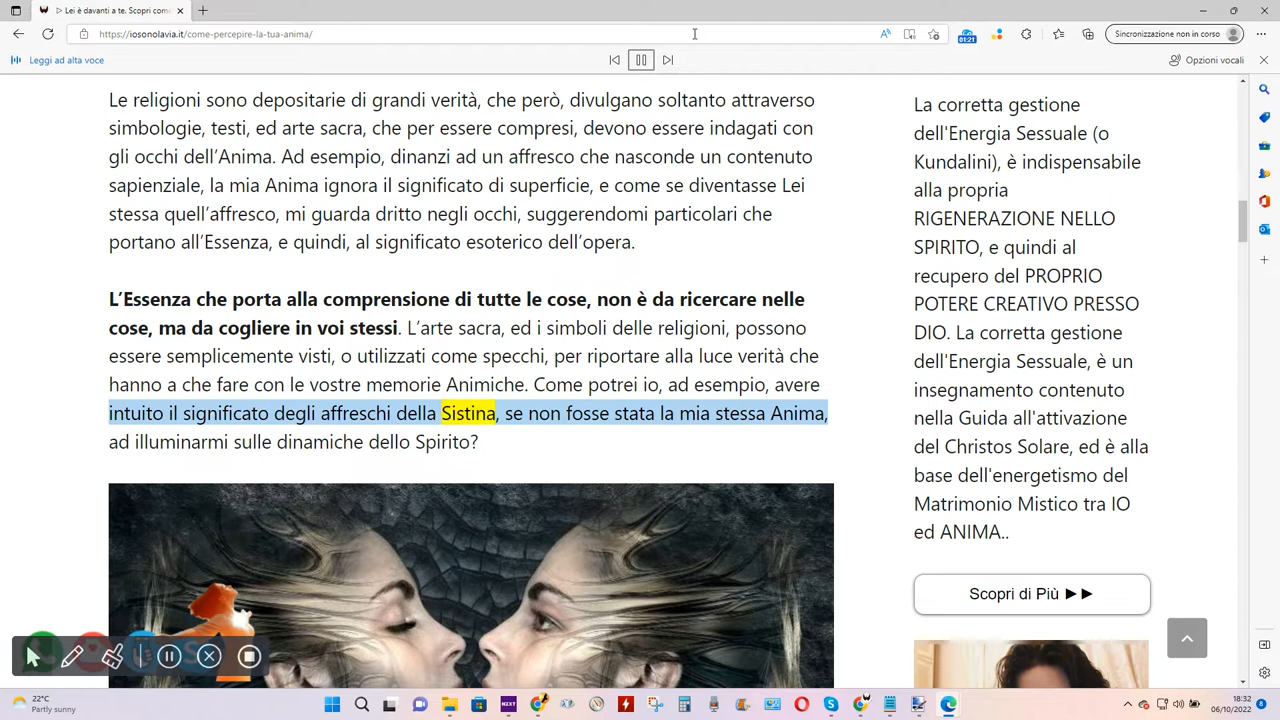 Lei è davanti a te. Scopri come
https://iosonolavia.it/come-percepire-la-tua-anima/
01:21
Sincronizzazione non in corso
Leggi ad alta voce
Opzioni vocali
Le religioni sono depositarie di grandi verità, che però, divulgano soltanto attraverso
simbologie, testi, ed arte sacra, che per essere compresi, devono essere indagati con
gli occhi dell'Anima. Ad esempio, dinanzi ad un affresco che nasconde un contenuto
sapienziale, la mia Anima ignora il significato di superficie, e come se diventasse Lei
stessa quell'affresco, mi guarda dritto negli occhi, suggerendomi particolari che
portano all'Essenza, e quindi, al significato esoterico dell'opera.
L'Essenza che porta alla comprensione di tutte le cose, non è da ricercare nelle
cose, ma da cogliere in voi stessi. L'arte sacra, ed i simboli delle religioni, possono
essere semplicemente visti, o utilizzati come specchi, per riportare alla luce verità che
hanno a che fare con le vostre memorie Animiche. Come potrei io, ad esempio, avere
intuito il significato degli affreschi della Sistina, se non fosse stata la mia stessa Anima,
ad illuminarmi sulle dinamiche dello Spirito?
La corretta gestione
dell'Energia Sessuale (o
Kundalini), è indispensabile
alla propria
RIGENERAZIONE NELLO
SPIRITO, e quindi al
recupero del PROPRIO
POTERE CREATIVO PRESSO
DIO. La corretta gestione
dell'Energia Sessuale, è un
insegnamento contenuto
nella Guida all'attivazione
del Christos Solare, ed è alla
base dell'energetismo del
Matrimonio Mistico tra IO
ed ANIMA..
Scopri di Più ►►
22°C
Partly sunny
NEXT
18:32
06/10/2022